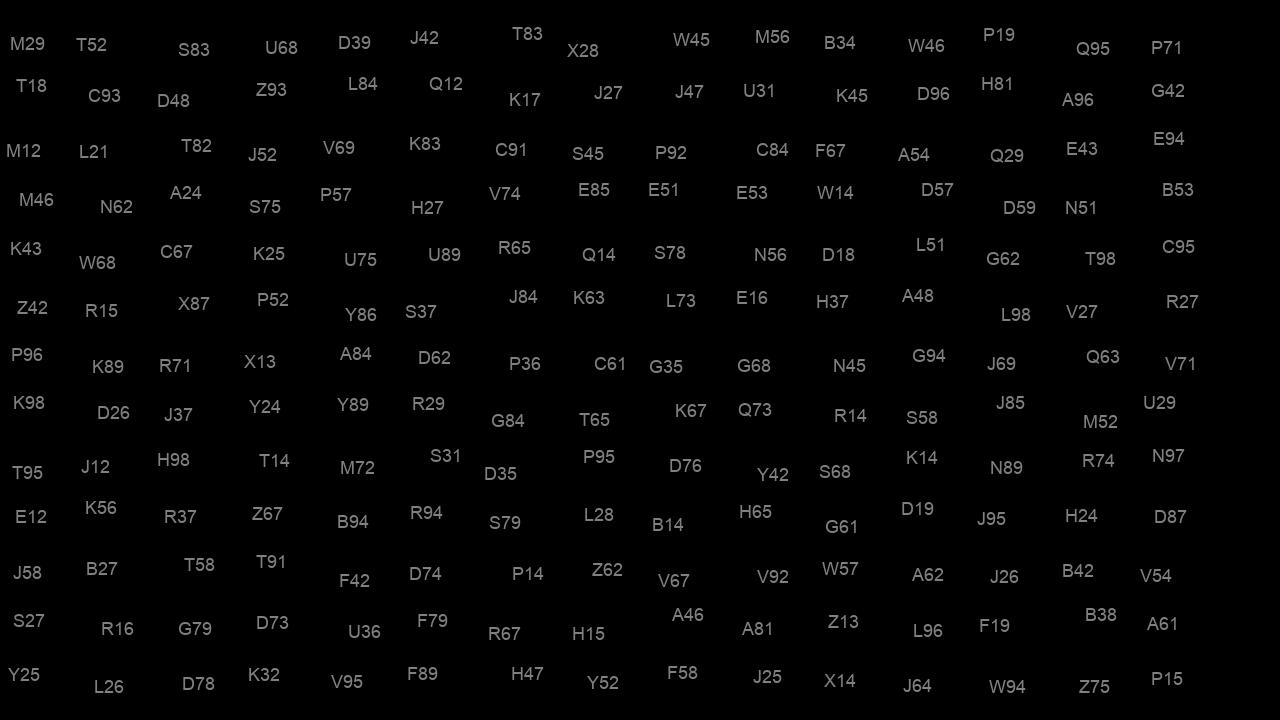 M29 T52 S83 U68 D39 J42 T83 X28 W45 M56 B34 W46 P19 Q95 P71
T18 C93 D48 Z93 L84 Q12 K17 J27 J47 U31 K45 D96 H81 A96 G42
M12 L21 T82 J52 V69 K83 C91 S45 P92 C84 F67 A54 Q29 E43 E94
M46 N62 A24 S75 P57 H27 V74 E85 E51 E53 W14 D57 D59 N51 B53
K43 W68 C67 K25 U75 U89 R65 Q14 S78 N56 D18 L51 G62 T98 C95
Z42 R15 X87 P52 Y86 S37 J84 K63 L73 E16 H37 A48 L98 V27 R27
P96 K89 R71 X13 A84 D62 P36 C61 G35 G68 N45 G94 J69 Q63 V71
K98 D26 J37 Y24 Y89 R29 G84 T65 K67 Q73 R14 S58 J85 M52 U29
T95 J12 H98 T14 M72 S31 D35 P95 D76 Y42 S68 K14 N89 R74 N97
E12 K56 R37 Z67 B94 R94 S79 L28 B14 H65 G61 D19 J95 H24 D87
J58 B27 T58 T91 F42 D74 P14 Z62 V67 V92 W57 A62 J26 B42 V54
S27 R16 G79 D73 U36 F79 R67 H15 A46 A81 Z13 L96 F19 B38 A61
Y25 L26 D78 K32 V95 F89 H47 Y52 F58 J25 X14 J64 W94 Z75 P15